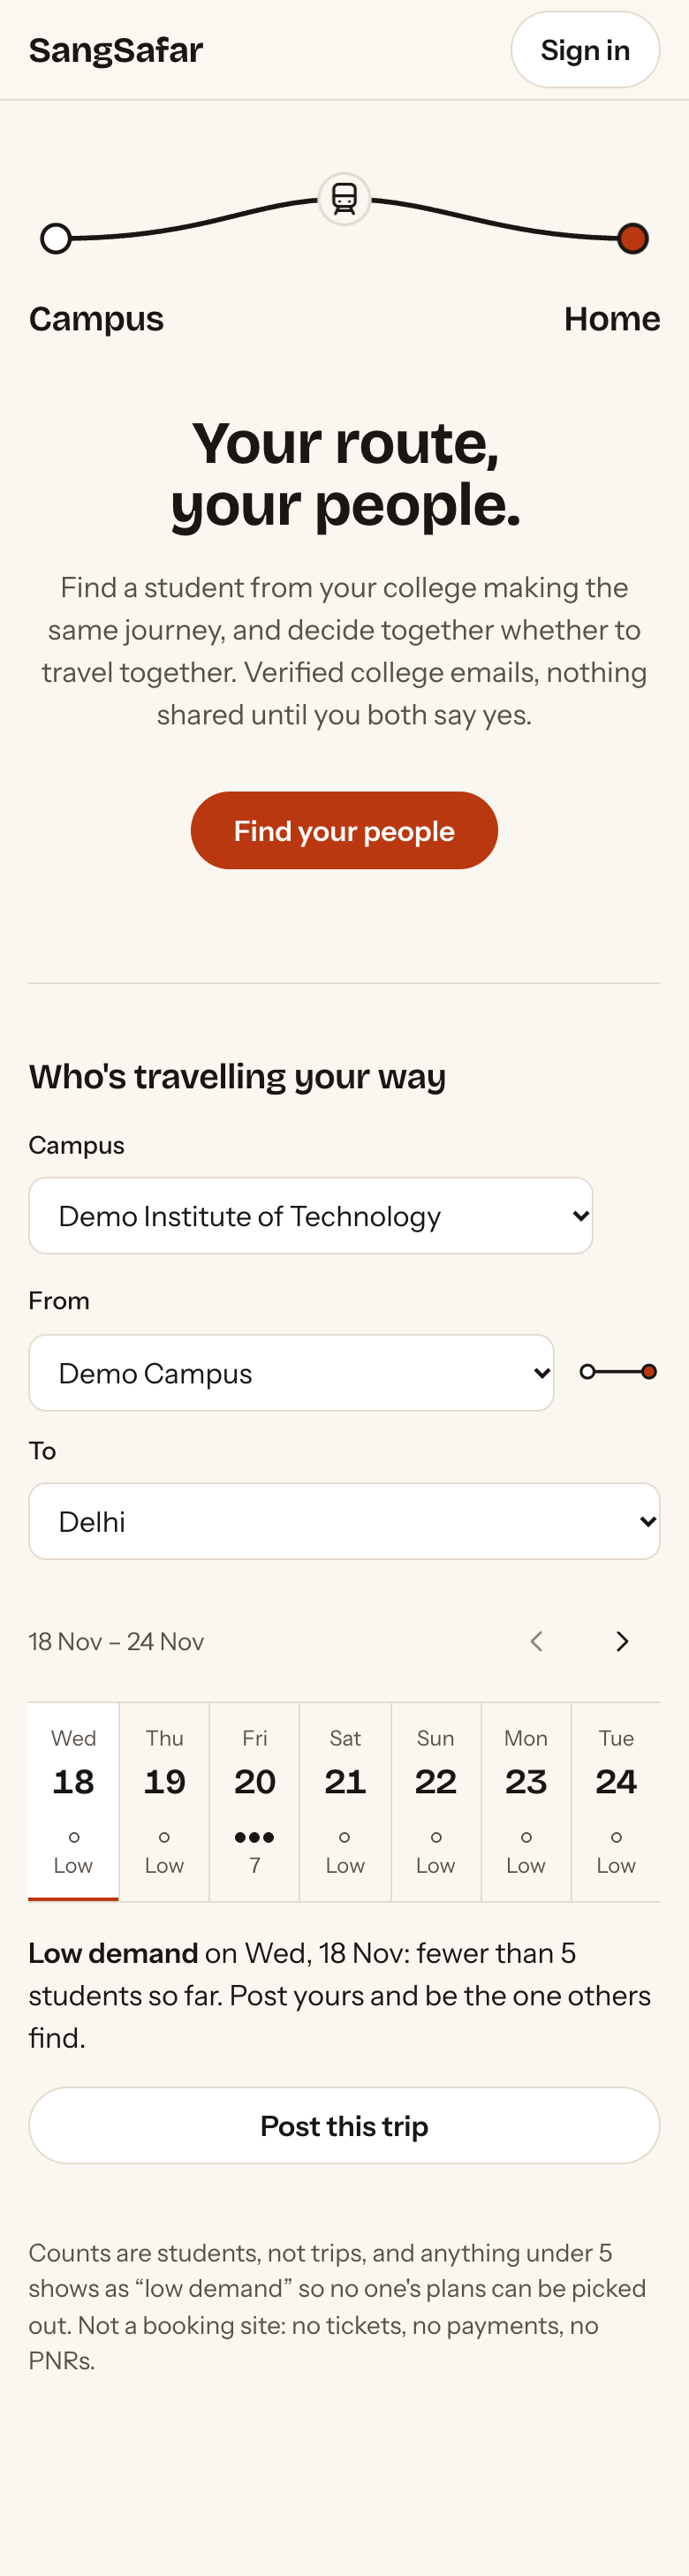 SangSafar
Sign in
Campus
Home
Your route,
your people.
Find a student from your college making the
same journey, and decide together whether to
travel together. Verified college emails, nothing
shared until you both say yes.
Find your people
Who's travelling your way
Campus
Demo Institute of Technology
From
Demo Campus
To
Delhi
18 Nov – 24 Nov
Wed Thu Fri Sat Sun Mon Tue
18 19 20 21 22 23 24
Low Low 7 Low Low Low Low
Low demand on Wed, 18 Nov: fewer than 5
students so far. Post yours and be the one others
find.
Post this trip
Counts are students, not trips, and anything under 5
shows as “low demand” so no one's plans can be picked
out. Not a booking site: no tickets, no payments, no
PNRs.